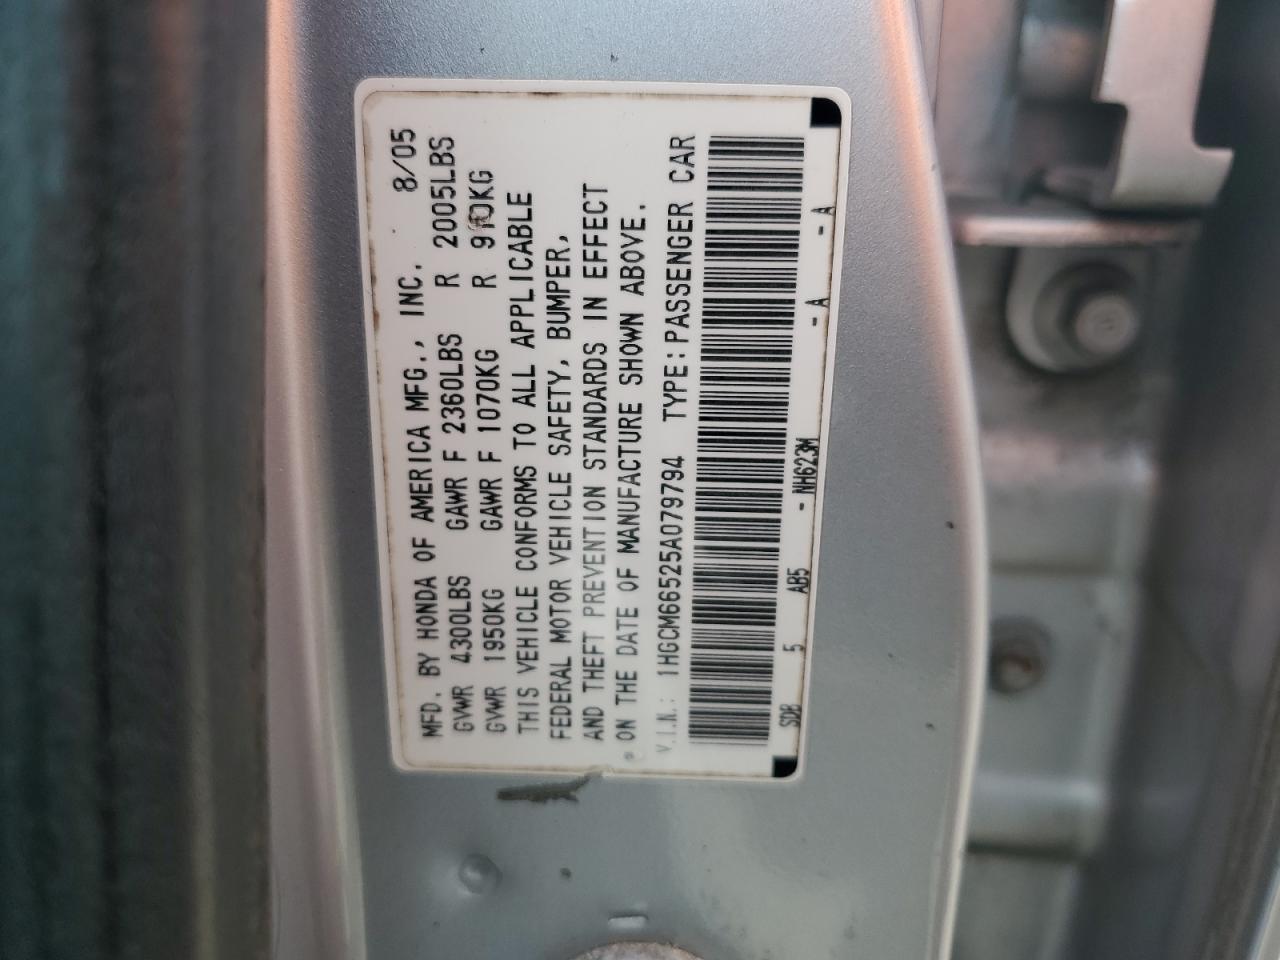 MFD. BY HONDA OF AMERICA MFG., INC. 8/05
GVWR 4300LBS GAWR F 2360LBS R 2005LBS
GVWR 1950KG GAWR F 1070KG R 910KG
THIS VEHICLE CONFORMS TO ALL APPLICABLE
FEDERAL MOTOR VEHICLE SAFETY, BUMPER,
AND THEFT PREVENTION STANDARDS IN EFFECT
ON THE DATE OF MANUFACTURE SHOWN ABOVE.
V.I.N.: 1HGCM66525A079794 TYPE: PASSENGER CAR
SDB 5 AB5 - NH623M - A - A